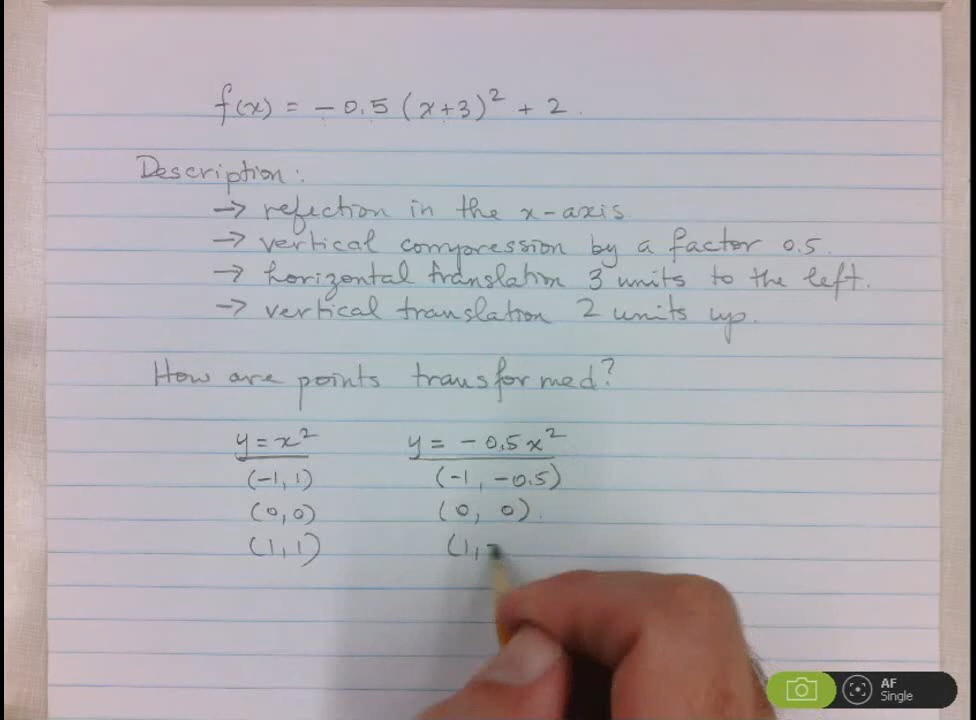 f(x) = -0.5 (x+3)² + 2
Description:
→ refection in the x-axis
→ vertical compression by a factor 0.5.
→ horizontal translation 3 units to the left.
→ vertical translation 2 units up.
How are points transformed?
y = x² y = -0.5x²
(-1, 1) (-1, -0.5)
(0, 0) (0, 0).
(1, 1) (1,
AF
Single